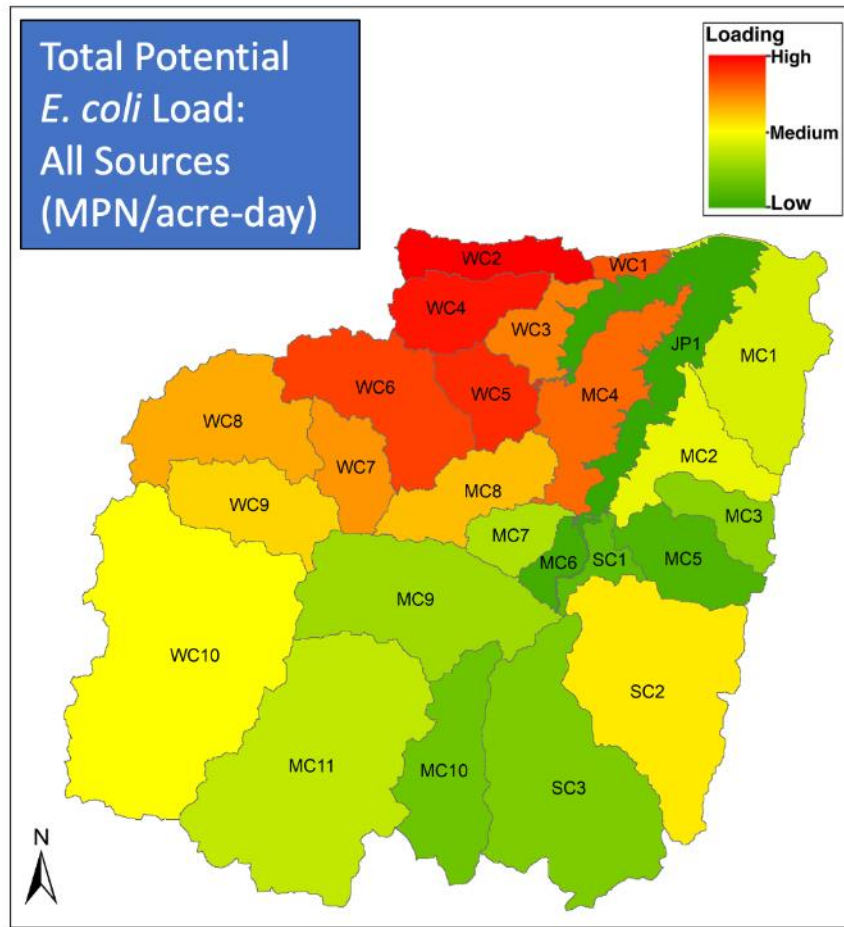 Total Potential
E. coli Load:
All Sources
(MPN/acre-day)
Loading
High
Medium
Low
WC2
WC1
WC4
WC3
JP1
MC1
WC6
WC5
MC4
WC8
WC7
MC2
MC8
WC9
MC3
MC7
MC6
SC1
MC5
MC9
WC10
SC2
MC11
MC10
SC3
N